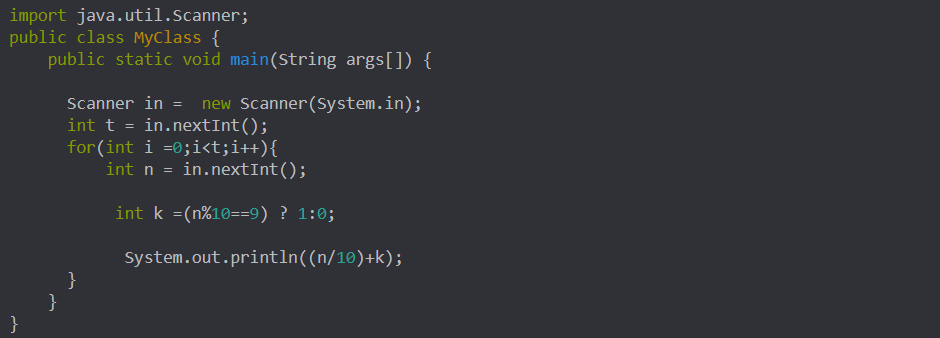 import java.util.Scanner;
public class MyClass {
    public static void main(String args[]) {
      Scanner in =  new Scanner(System.in);
      int t = in.nextInt();
      for(int i =0;i<t;i++){
          int n = in.nextInt();
           int k =(n%10==9) ? 1:0;
            System.out.println((n/10)+k);
      }
    }
}